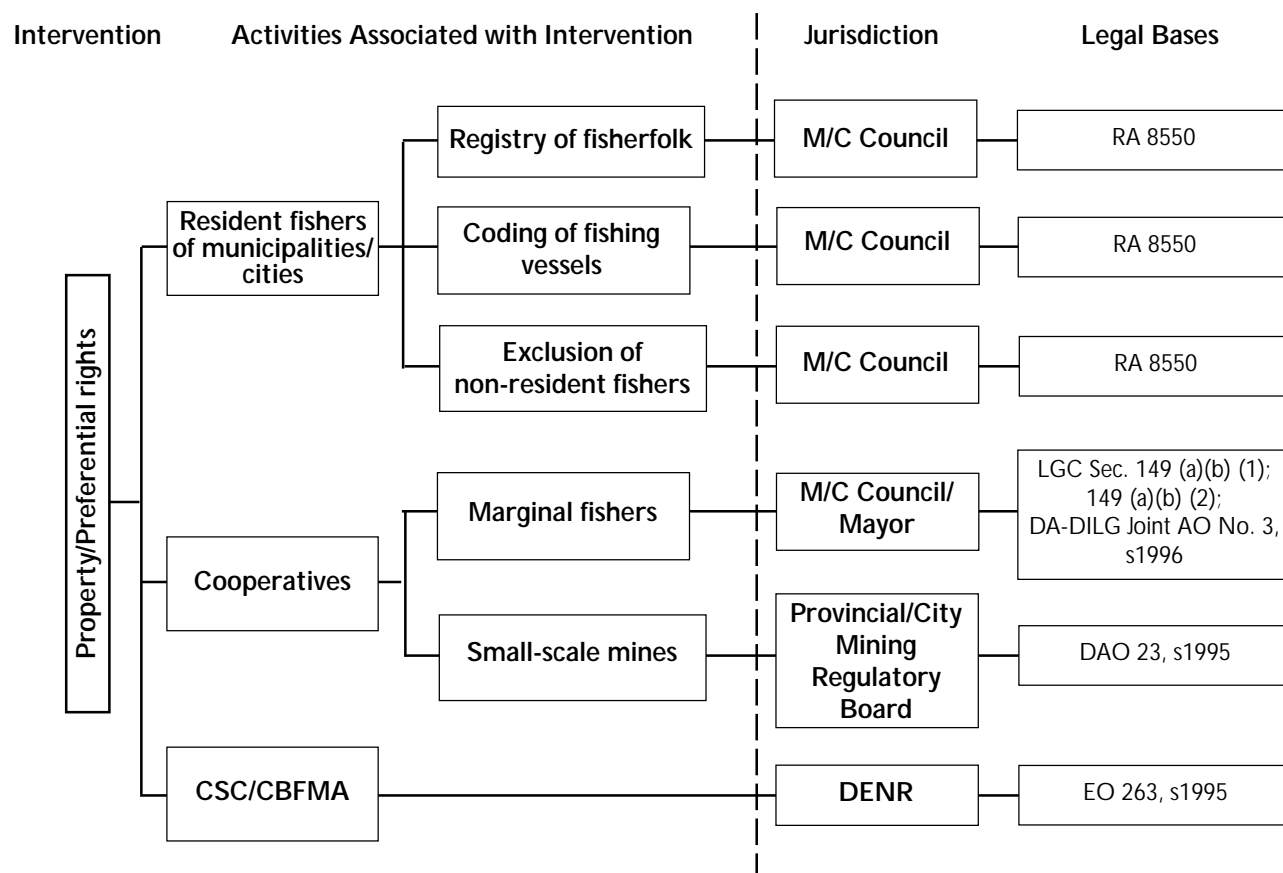 Intervention
Activities Associated with Intervention
Jurisdiction
Legal Bases
Property/Preferential rights
Resident fishers
of municipalities/
cities
Registry of fisherfolk
M/C Council
RA 8550
Coding of fishing
vessels
M/C Council
RA 8550
Exclusion of
non-resident fishers
M/C Council
RA 8550
Cooperatives
Marginal fishers
M/C Council/
Mayor
LGC Sec. 149 (a)(b) (1);
149 (a)(b) (2);
DA-DILG Joint AO No. 3,
s1996
Small-scale mines
Provincial/City
Mining
Regulatory
Board
DAO 23, s1995
CSC/CBFMA
DENR
EO 263, s1995